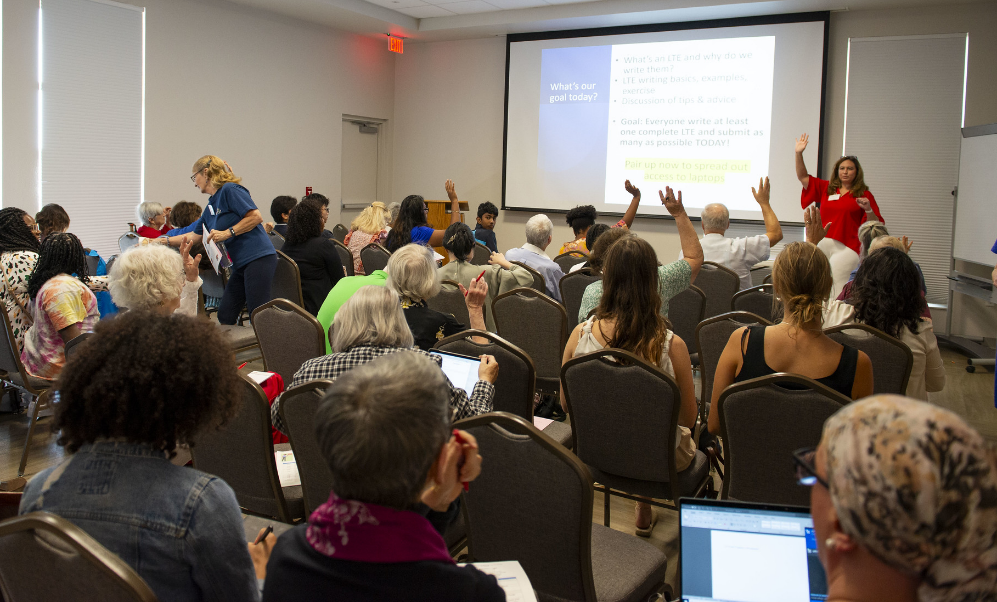 EXIT
What's our
goal today?
• What's an LTE and why do we
write them?
• LTE writing basics, examples,
exercise
• Discussion of tips & advice
• Goal: Everyone write at least
one complete LTE and submit as
many as possible TODAY!
Pair up now to spread out
access to laptops